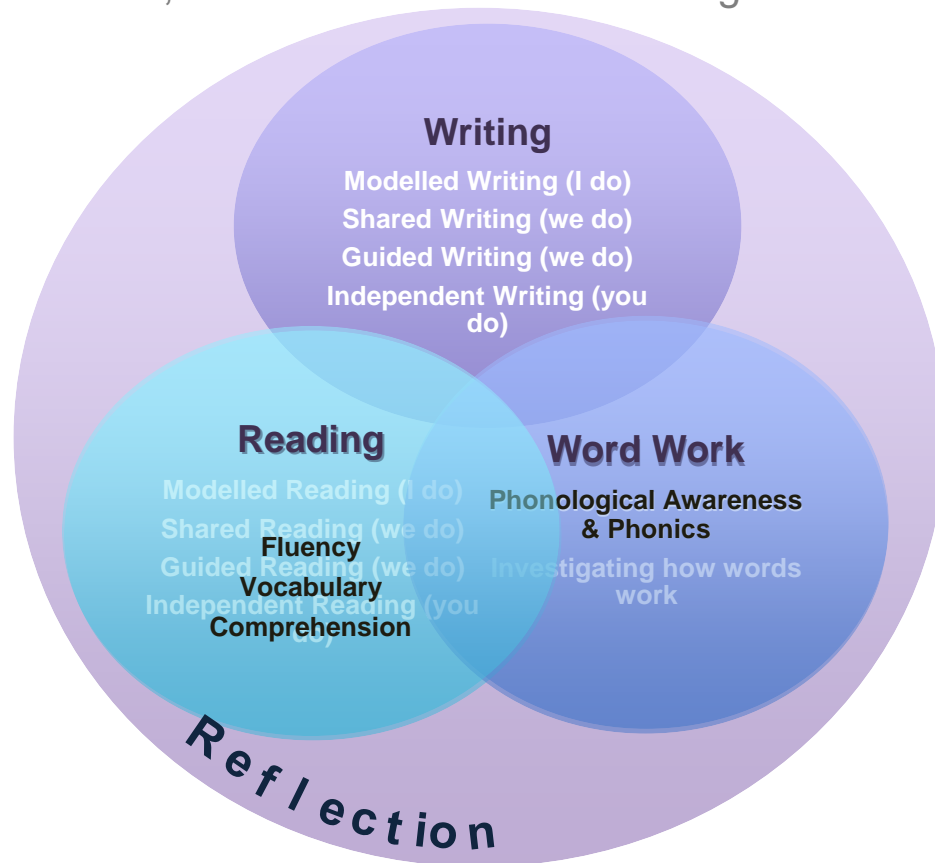 Writing
Modelled Writing (I do)
Shared Writing (we do)
Guided Writing (we do)
Independent Writing (you
do)
Reading
Modelled Reading (I do)
Shared Reading (we do)
Guided Reading (we do)
Independent Reading (you
do)
Fluency
Vocabulary
Comprehension
Word Work
Phonological Awareness
& Phonics
Investigating how words
work
Reflection